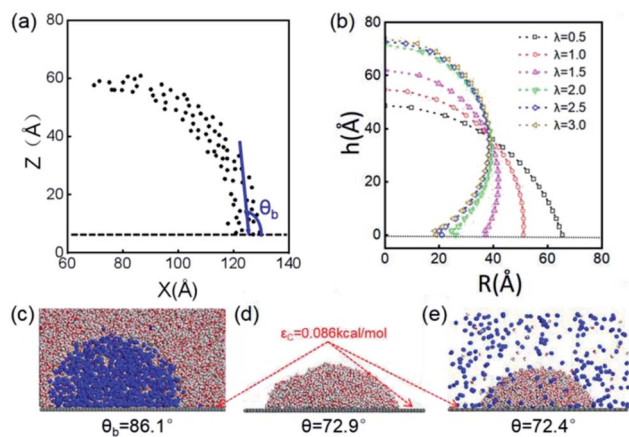 (a)
80
60
40
20
0
60 80 100 120 140
Z (Å)
X(Å)
θb
(b)
80
60
40
20
0
0 20 40 60 80
h(Å)
R(Å)
λ=0.5
λ=1.0
λ=1.5
λ=2.0
λ=2.5
λ=3.0
(c)
(d)
(e)
εC=0.086kcal/mol
θb=86.1°
θ=72.9°
θ=72.4°